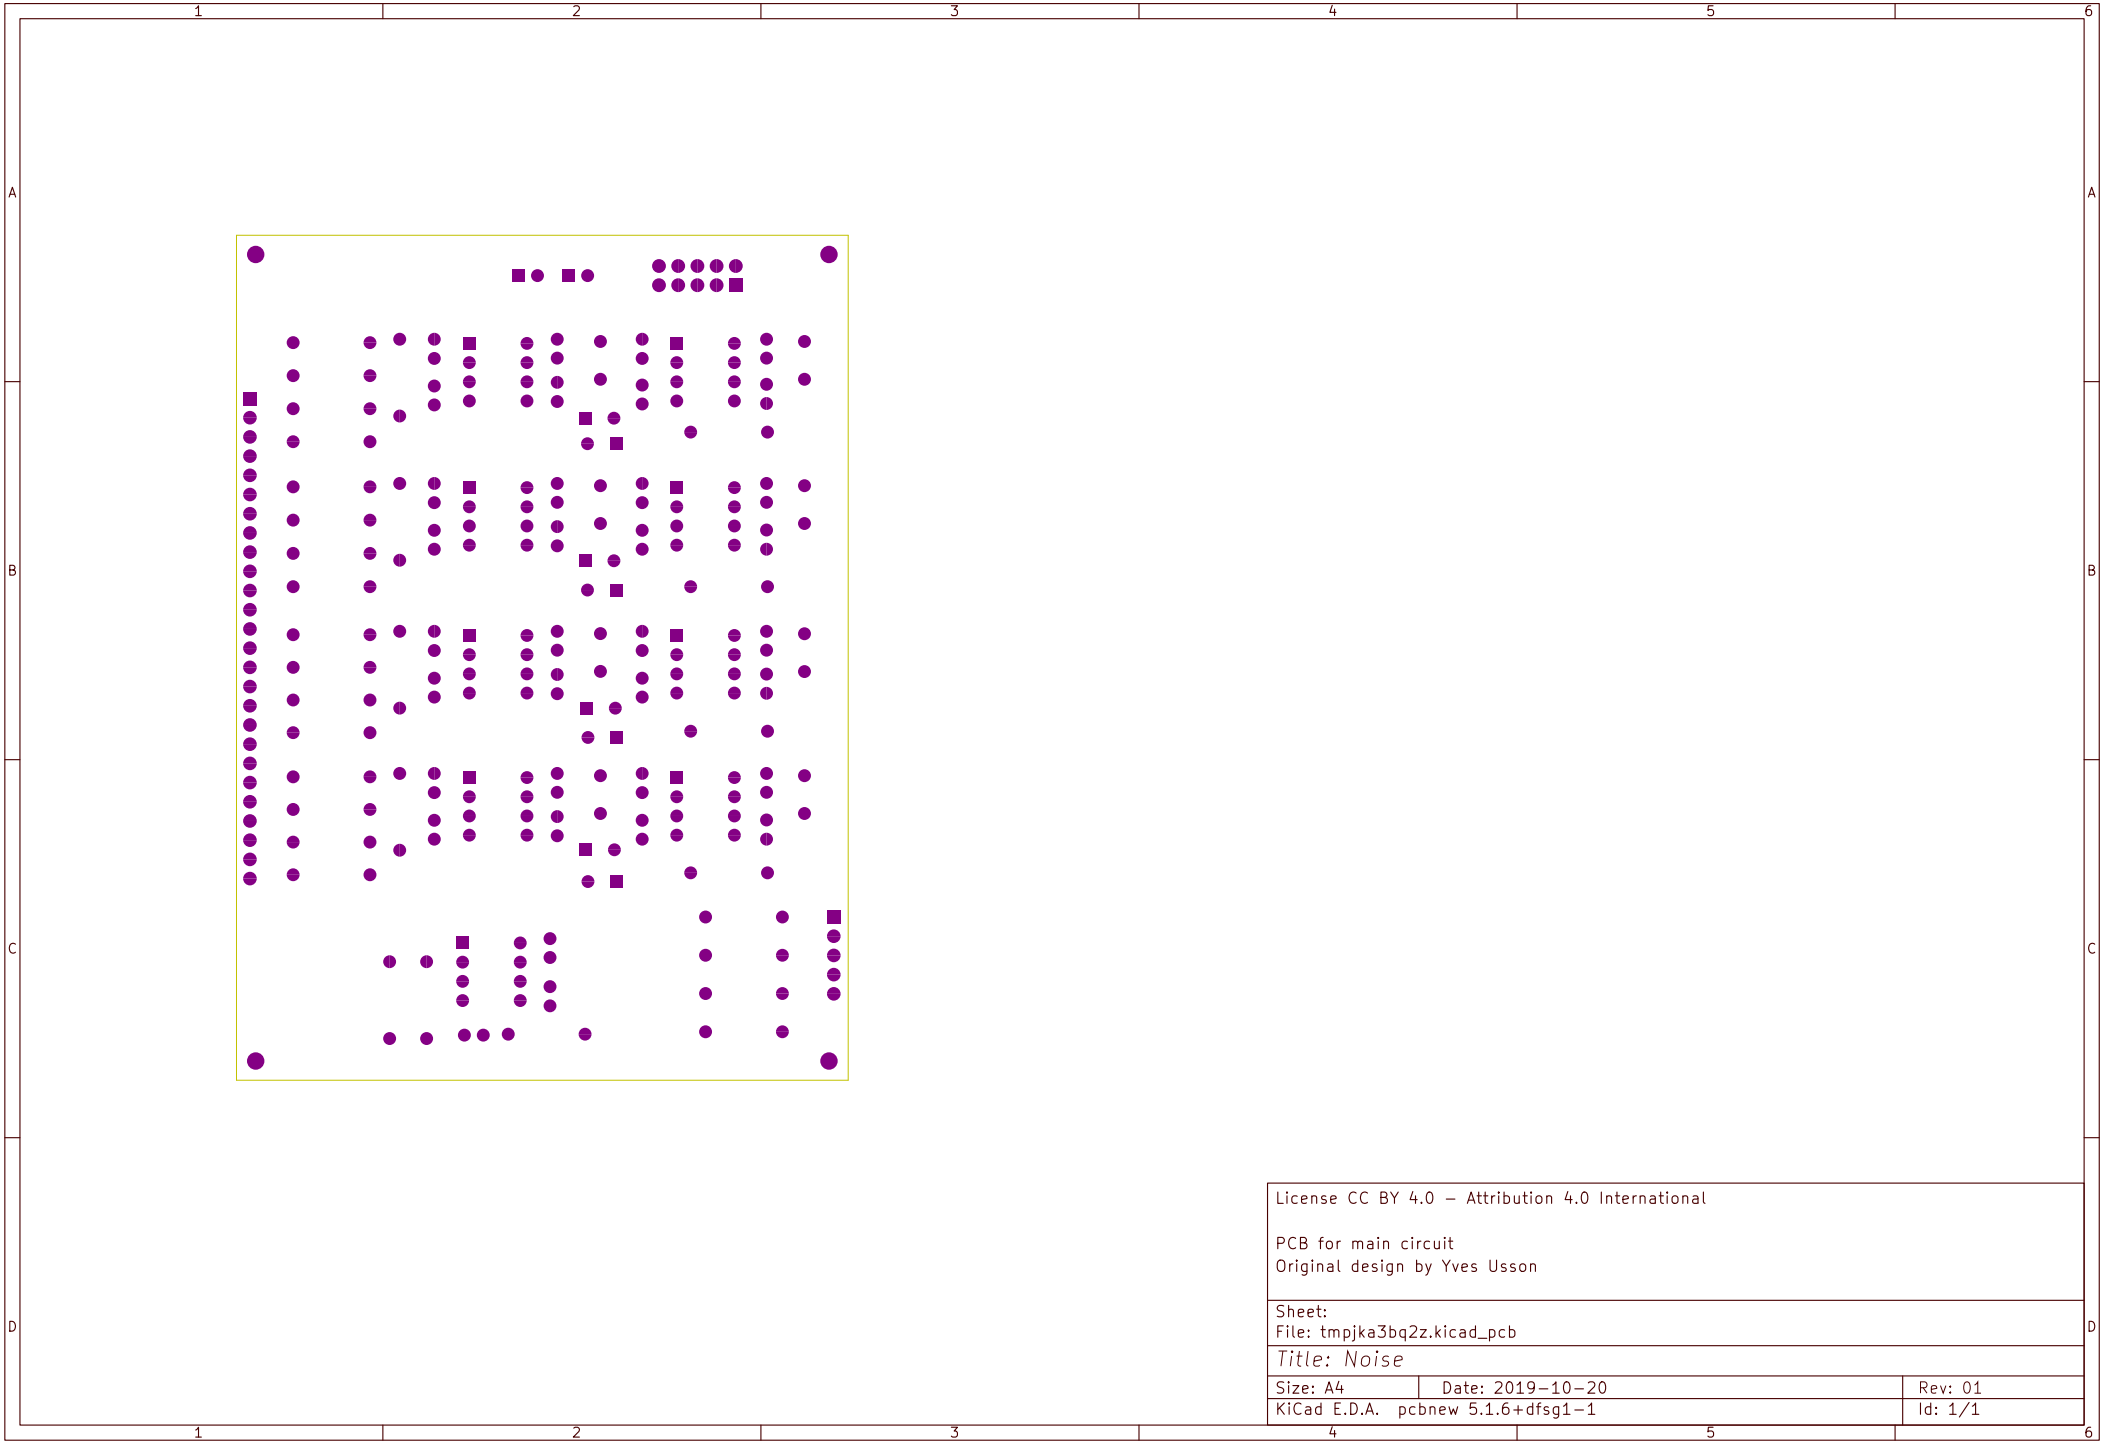 1 2 3 4 5 6
A A
B B
C C
D D
License CC BY 4.0 – Attribution 4.0 International
PCB for main circuit
Original design by Yves Usson
Sheet:
File: tmpjka3bq2z.kicad_pcb
Title: Noise
Size: A4 Date: 2019-10-20 Rev: 01
KiCad E.D.A. pcbnew 5.1.6+dfsg1-1 Id: 1/1
1 2 3 4 5 6